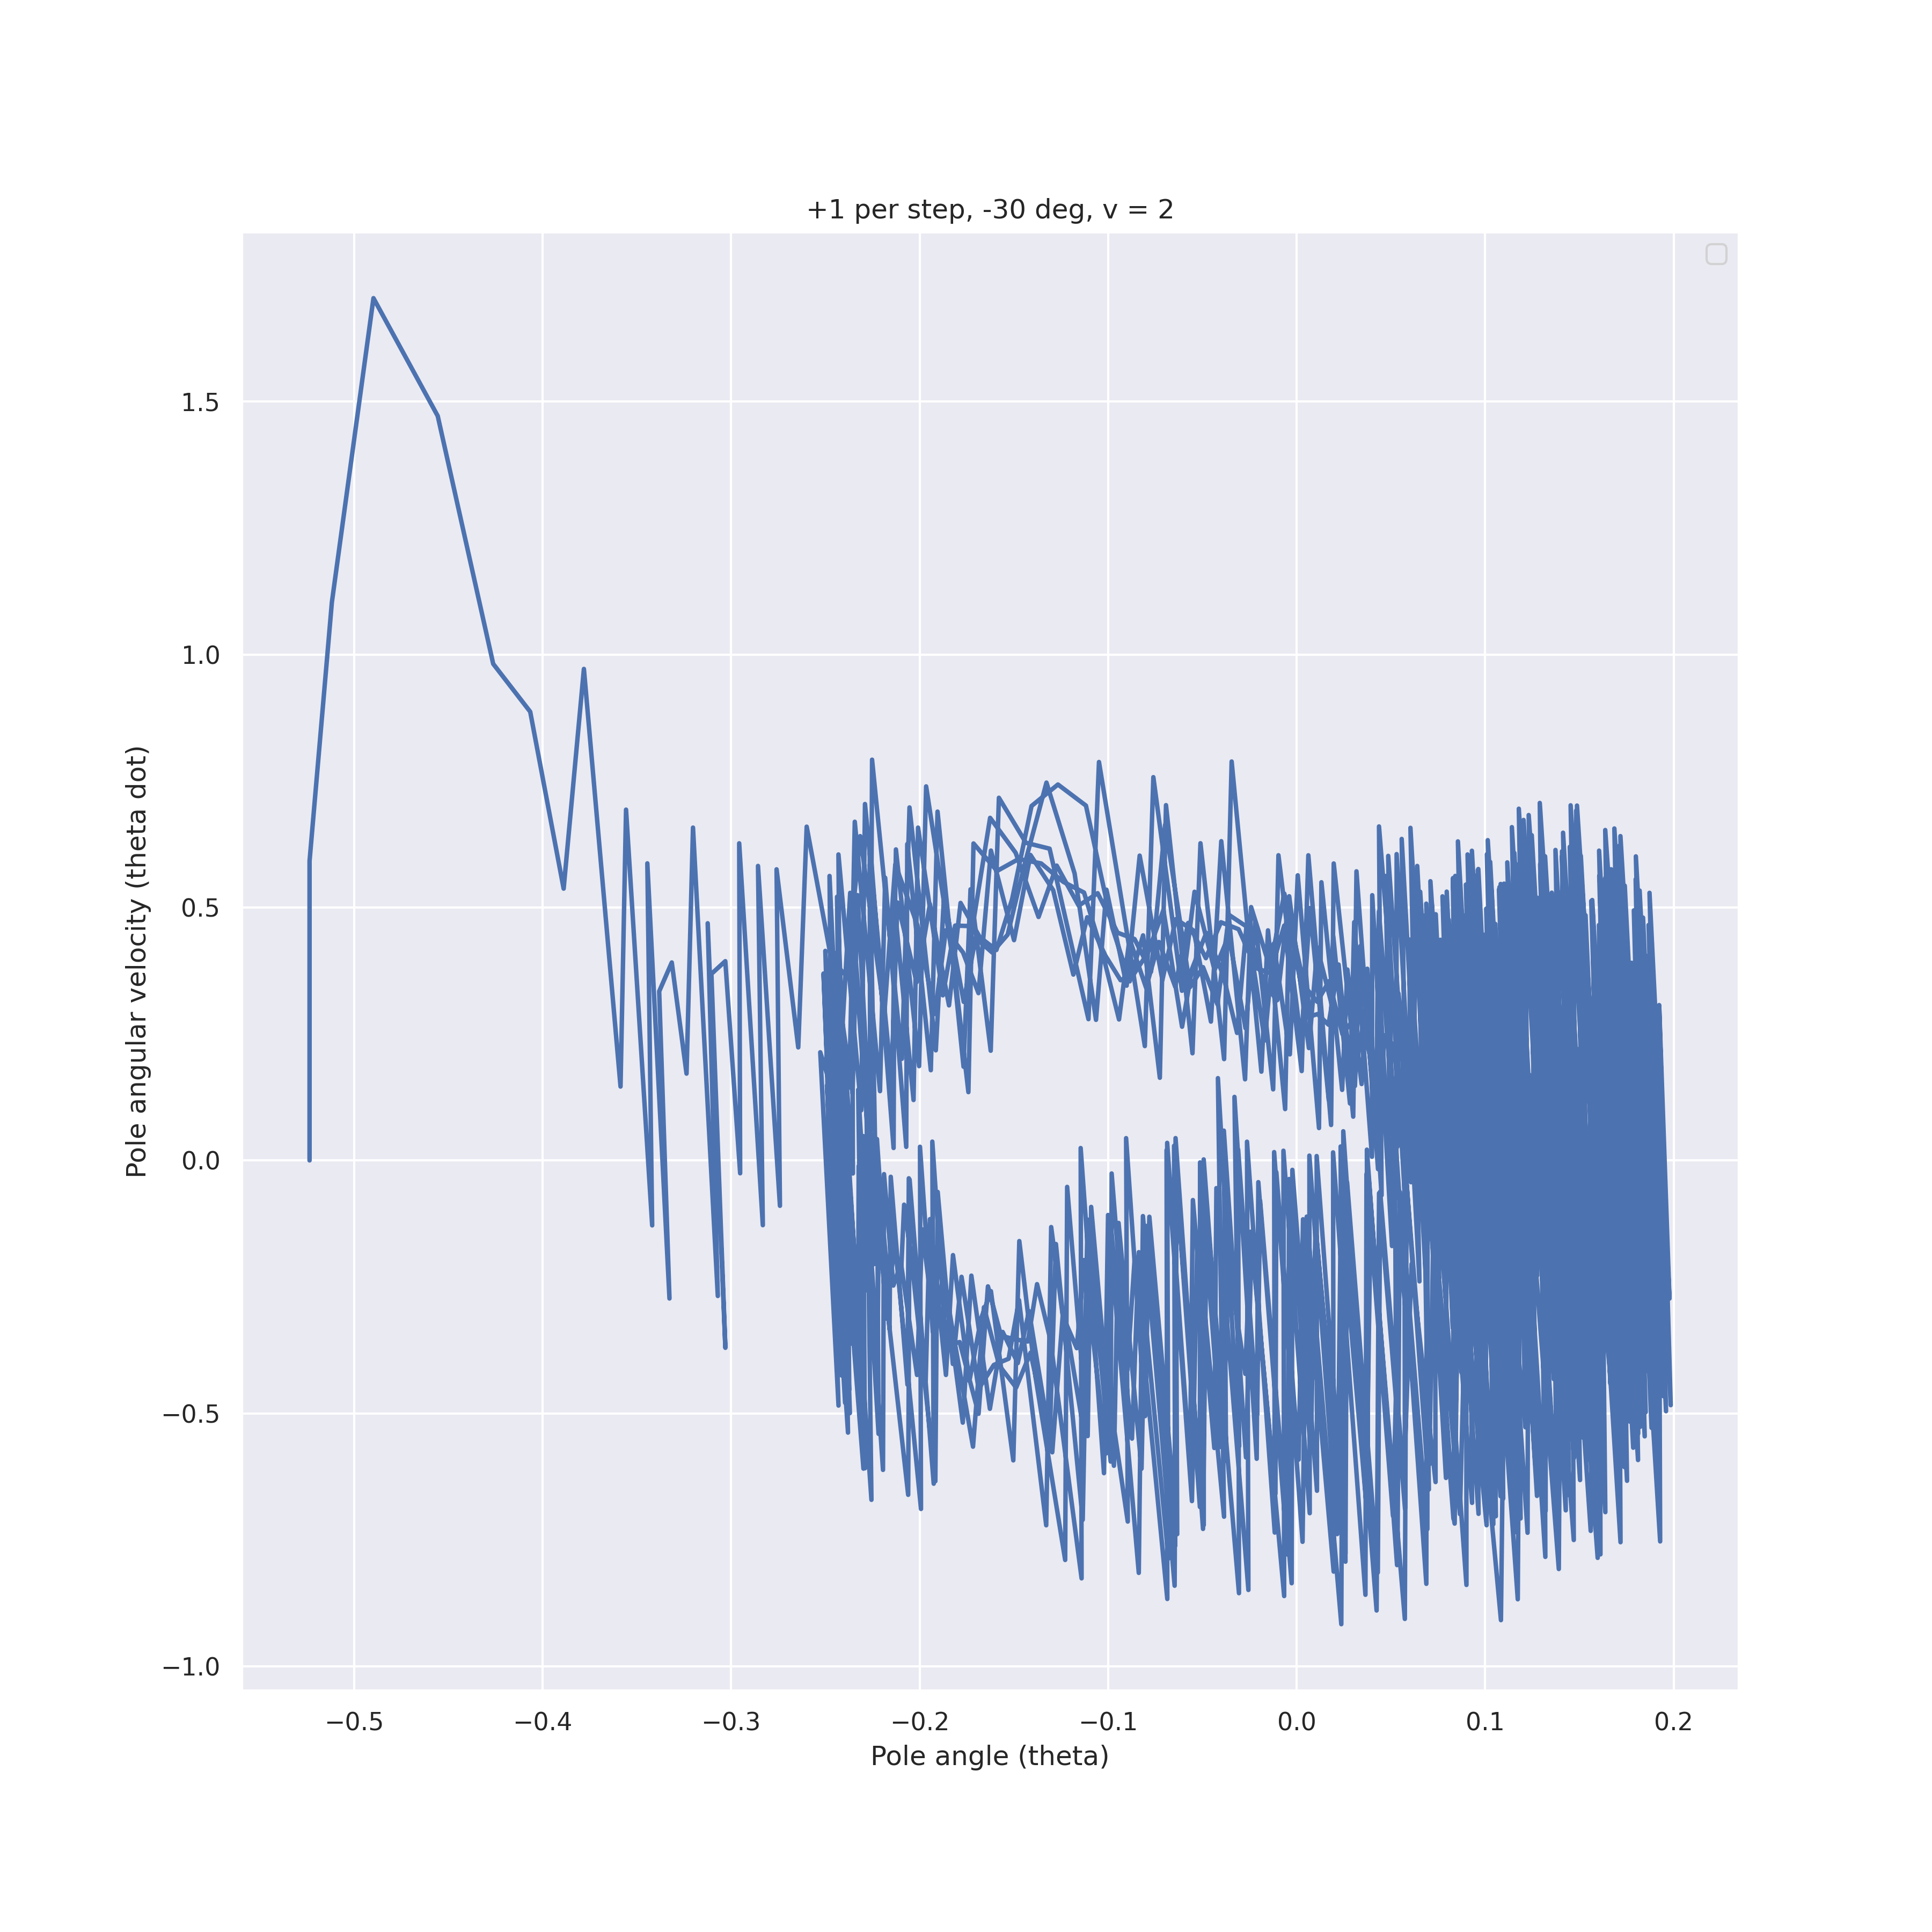 +1 per step, -30 deg, v = 2
1.5
1.0
0.5
0.0
−0.5
−1.0
Pole angular velocity (theta dot)
−0.5 −0.4 −0.3 −0.2 −0.1 0.0 0.1 0.2
Pole angle (theta)